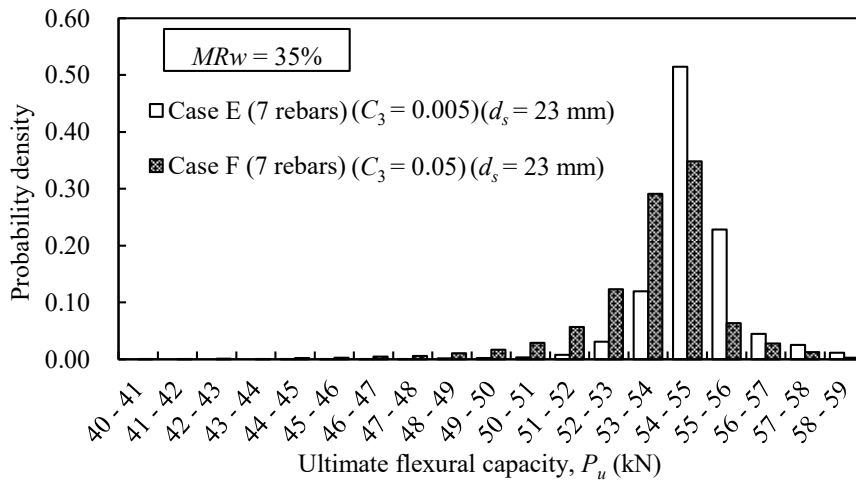 0.60
0.50
0.40
0.30
0.20
0.10
0.00
Probability density
MRw = 35%
Case E (7 rebars) (C₃ = 0.005) (dₛ = 23 mm)
Case F (7 rebars) (C₃ = 0.05) (dₛ = 23 mm)
40 - 41
41 - 42
42 - 43
43 - 44
44 - 45
45 - 46
46 - 47
47 - 48
48 - 49
49 - 50
50 - 51
51 - 52
52 - 53
53 - 54
54 - 55
55 - 56
56 - 57
57 - 58
58 - 59
Ultimate flexural capacity, Pᵤ (kN)